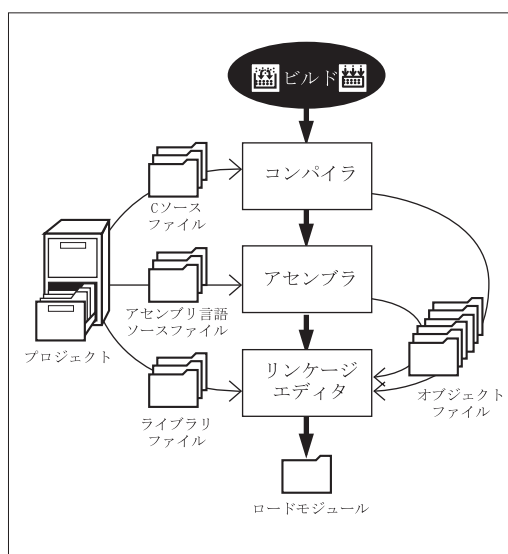 ビルド
コンパイラ
Cソース
ファイル
アセンブラ
アセンブリ言語
ソースファイル
プロジェクト
リンケージ
エディタ
オブジェクト
ファイル
ライブラリ
ファイル
ロードモジュール